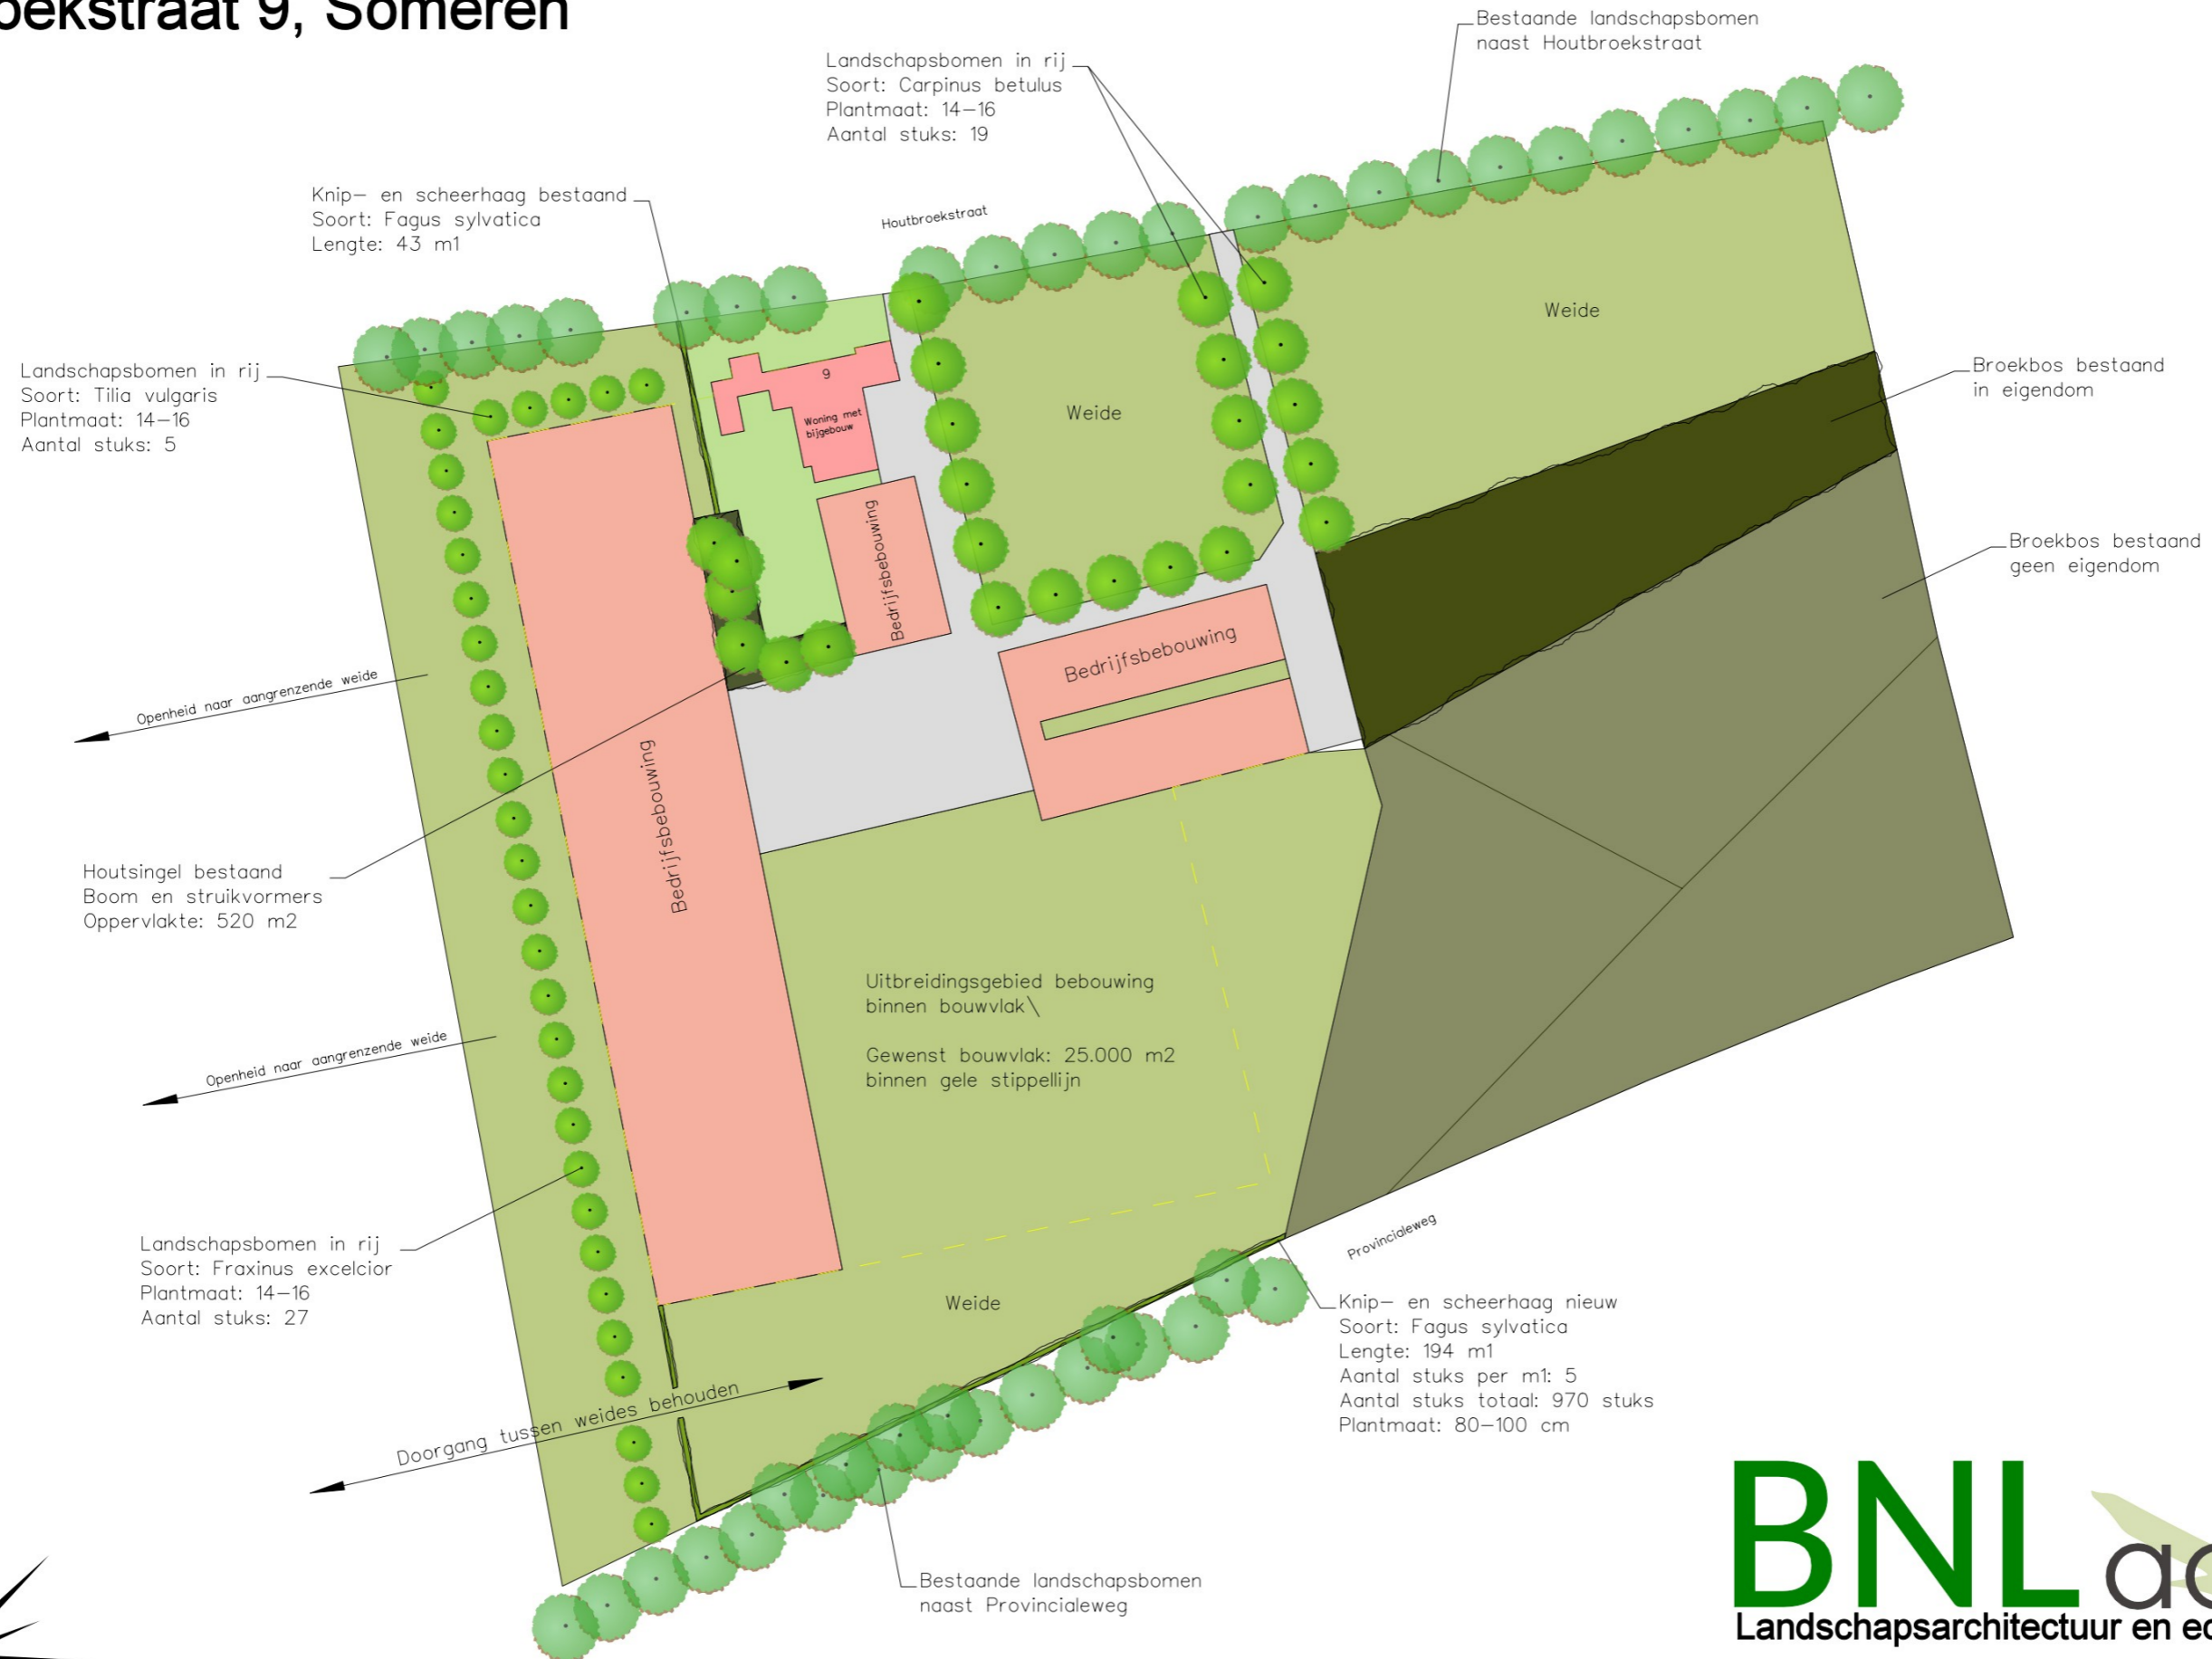 oekstraat 9, Someren
Bestaande landschapsbomen
naast Houtbroekstraat
Landschapsbomen in rij
Soort: Carpinus betulus
Plantmaat: 14-16
Aantal stuks: 19
Knip- en scheerhaag bestaand
Soort: Fagus sylvatica
Lengte: 43 m1
Houtbroekstraat
Weide
Landschapsbomen in rij
Soort: Tilia vulgaris
Plantmaat: 14-16
Aantal stuks: 5
9
Woning met
bijgebouw
Weide
Broekbos bestaand
in eigendom
Bedrijfsbebouwing
Broekbos bestaand
geen eigendom
Bedrijfsbebouwing
Openheid naar aangrenzende weide
Bedrijfsbebouwing
Houtsingel bestaand
Boom en struikvormers
Oppervlakte: 520 m2
Uitbreidingsgebied bebouwing
binnen bouwvlak\
Gewenst bouwvlak: 25.000 m2
binnen gele stippellijn
Openheid naar aangrenzende weide
Landschapsbomen in rij
Soort: Fraxinus excelcior
Plantmaat: 14-16
Aantal stuks: 27
Provincialeweg
Weide
Knip- en scheerhaag nieuw
Soort: Fagus sylvatica
Lengte: 194 m1
Aantal stuks per m1: 5
Aantal stuks totaal: 970 stuks
Plantmaat: 80-100 cm
Doorgang tussen weides behouden
Bestaande landschapsbomen
naast Provincialeweg
BNL
Landschapsarchitectuur en ec